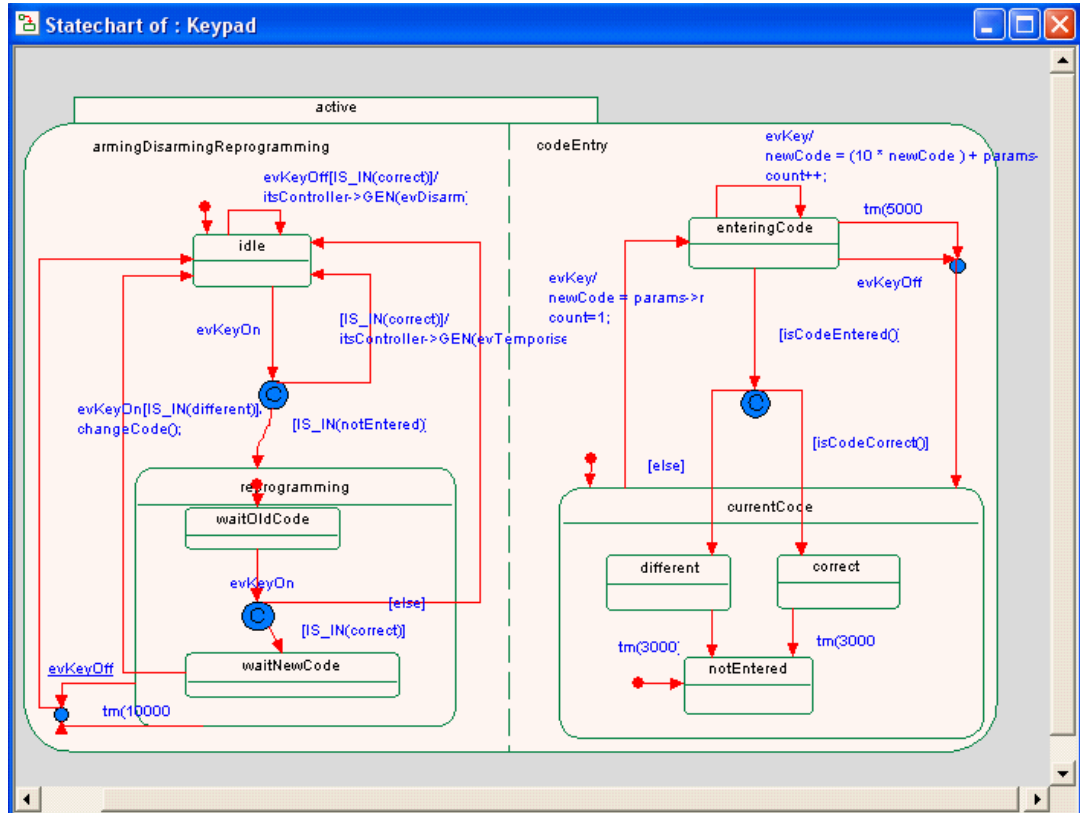 Statechart of : Keypad
active
armingDisarmingReprogramming
evKeyOff[IS_IN(correct)]/
itsController->GEN(evDisarm)
idle
evKeyOn
[IS_IN(correct)]/
itsController->GEN(evTemporise
C
evKeyOn[IS_IN(different)],
changeCode();
[IS_IN(notEntered)]
reprogramming
waitOldCode
evKeyOn
C
[else]
[IS_IN(correct)]
waitNewCode
evKeyOff
tm(10000
codeEntry
evKey/
newCode = (10 * newCode ) + params-
count++;
enteringCode
tm(5000
evKeyOff
evKey/
newCode = params->r
count=1;
[isCodeEntered()]
C
[else]
[isCodeCorrect()]
currentCode
different
correct
tm(3000)
tm(3000
notEntered